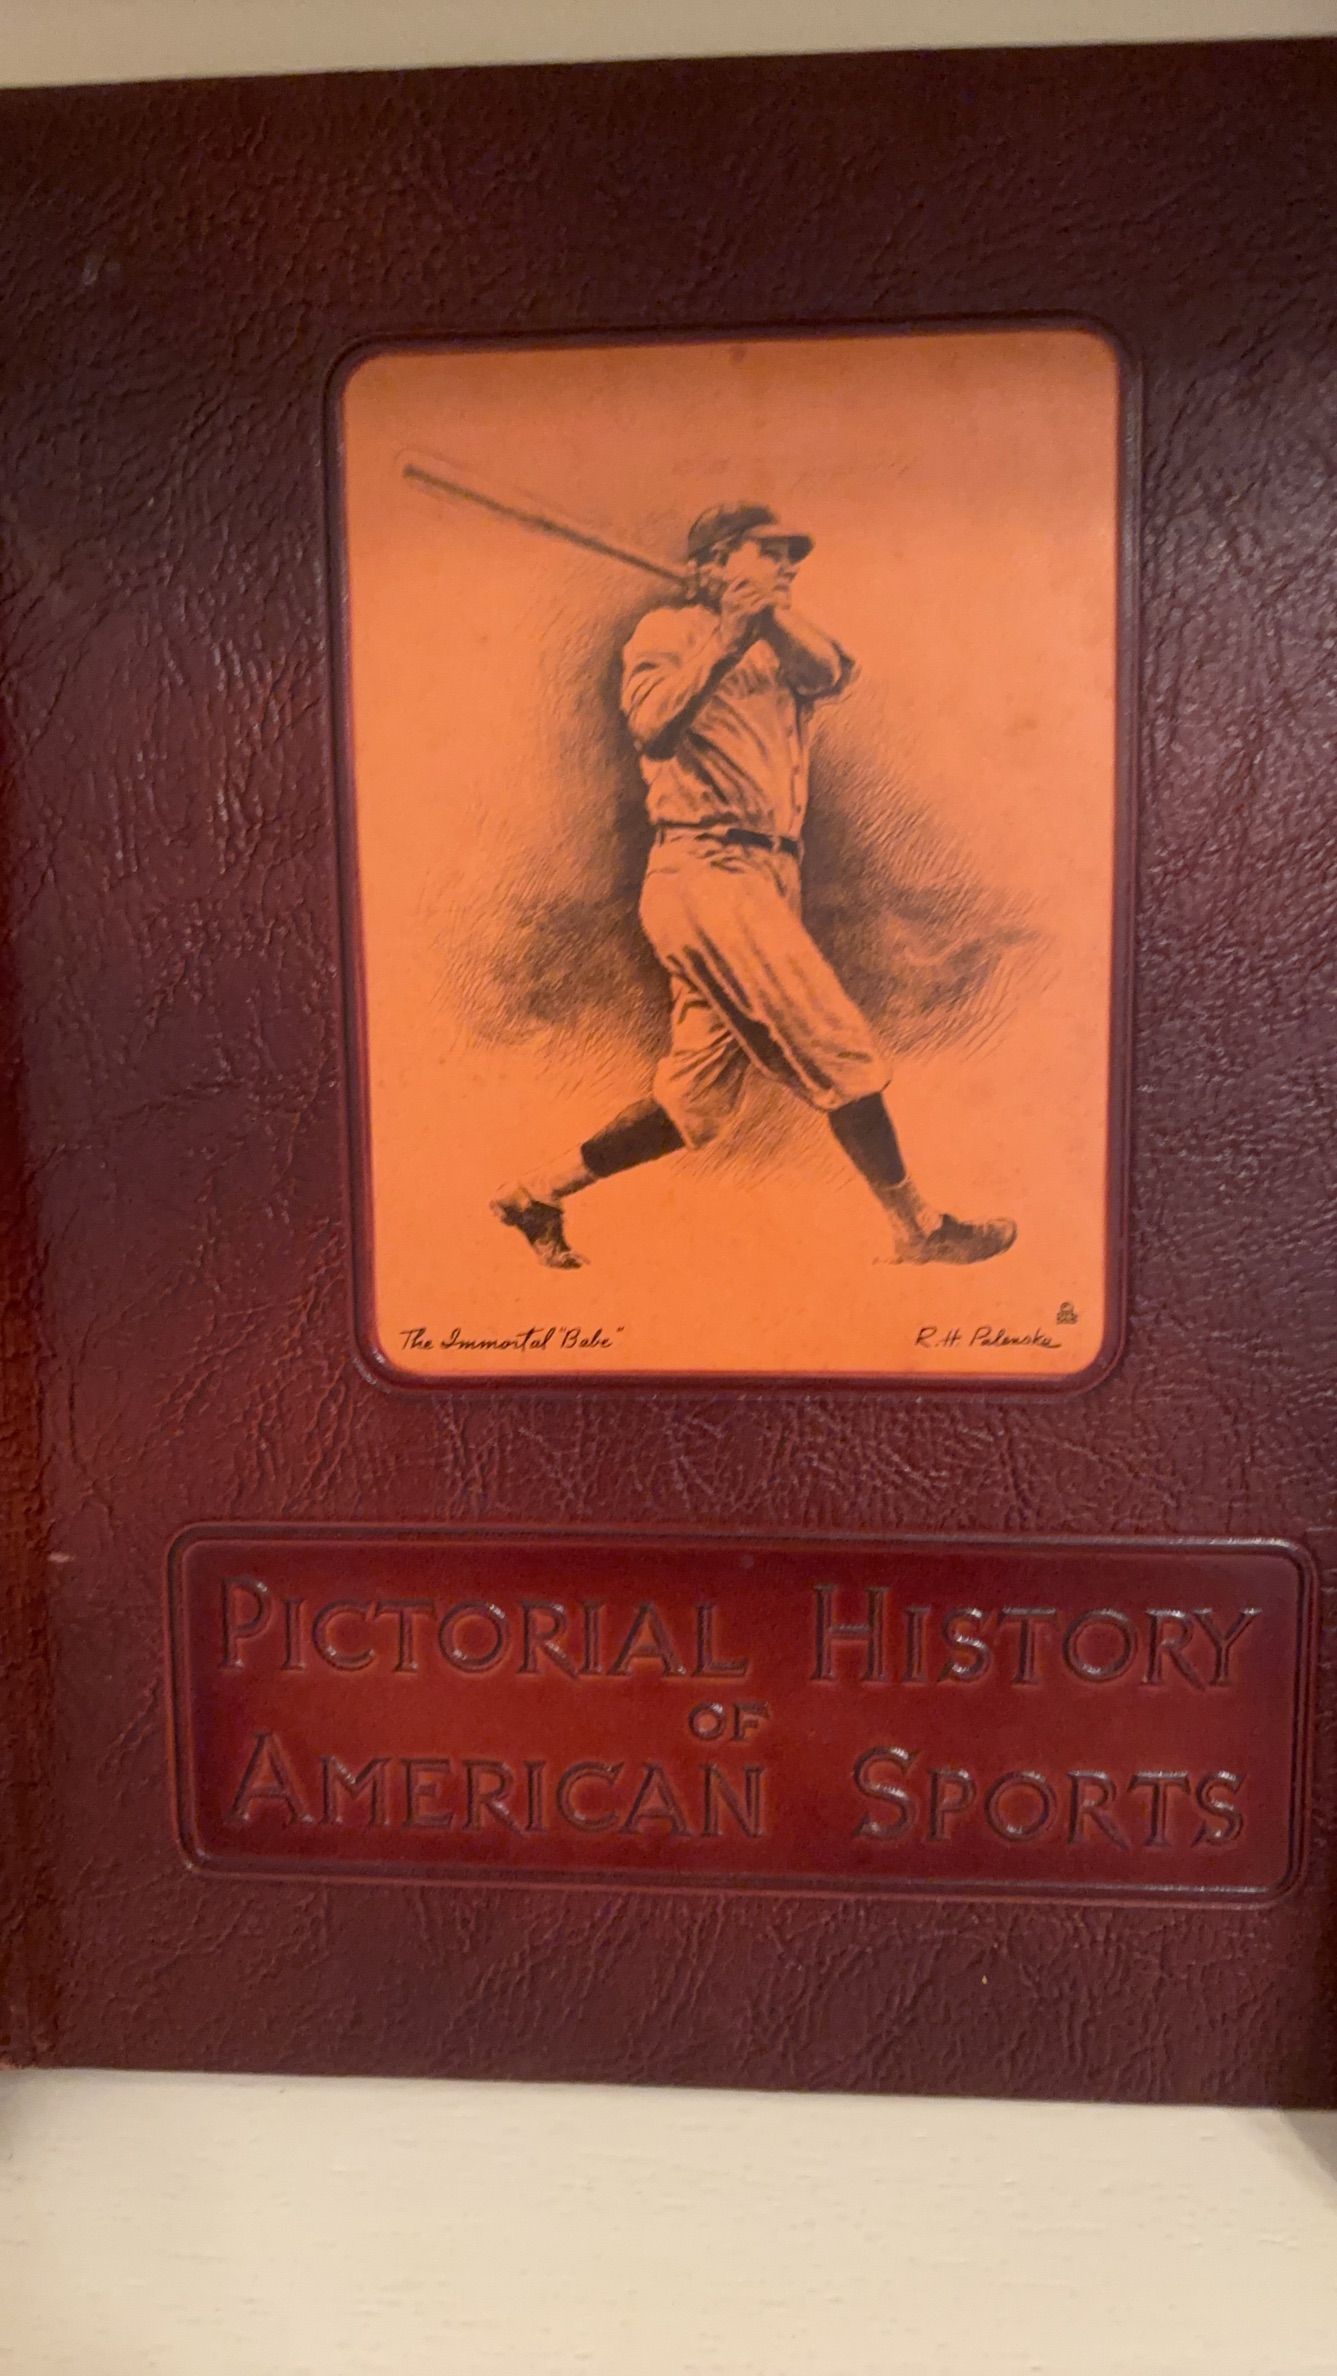 The Immortal "Babe"
R. H. Palenske
PICTORIAL HISTORY
OF
AMERICAN SPORTS